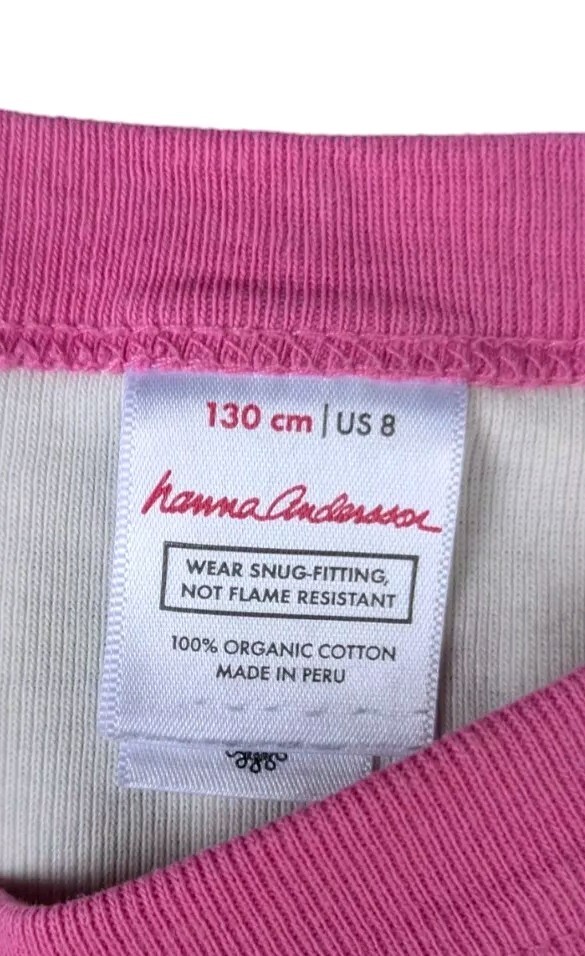 130 cm | US 8
hanna Andersson
WEAR SNUG-FITTING,
NOT FLAME RESISTANT
100% ORGANIC COTTON
MADE IN PERU